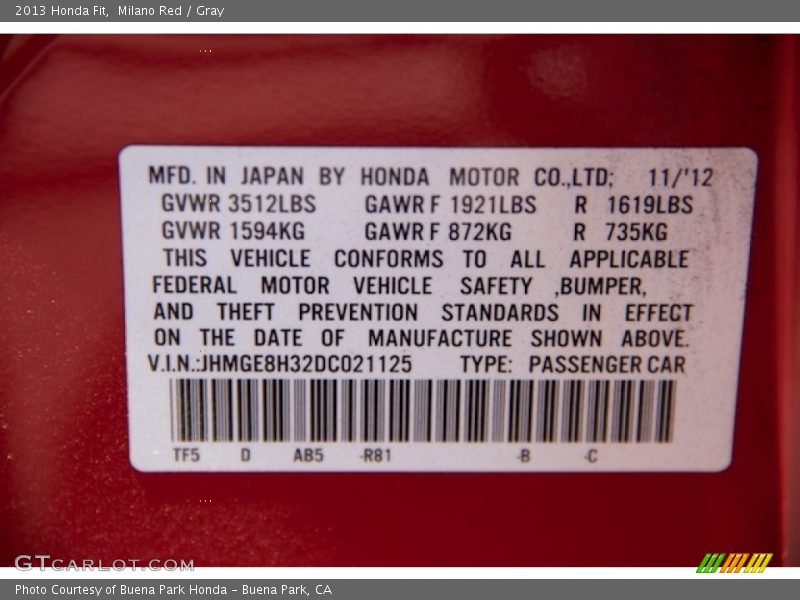 2013 Honda Fit, Milano Red / Gray
MFD. IN JAPAN BY HONDA MOTOR CO.,LTD; 11/'12
GVWR 3512LBS GAWR F 1921LBS R 1619LBS
GVWR 1594KG GAWR F 872KG R 735KG
THIS VEHICLE CONFORMS TO ALL APPLICABLE
FEDERAL MOTOR VEHICLE SAFETY ,BUMPER,
AND THEFT PREVENTION STANDARDS IN EFFECT
ON THE DATE OF MANUFACTURE SHOWN ABOVE.
V.I.N.:JHMGE8H32DC021125 TYPE: PASSENGER CAR
TF5 D AB5 -R81 -B -C
GTCARLOT.COM
Photo Courtesy of Buena Park Honda - Buena Park, CA